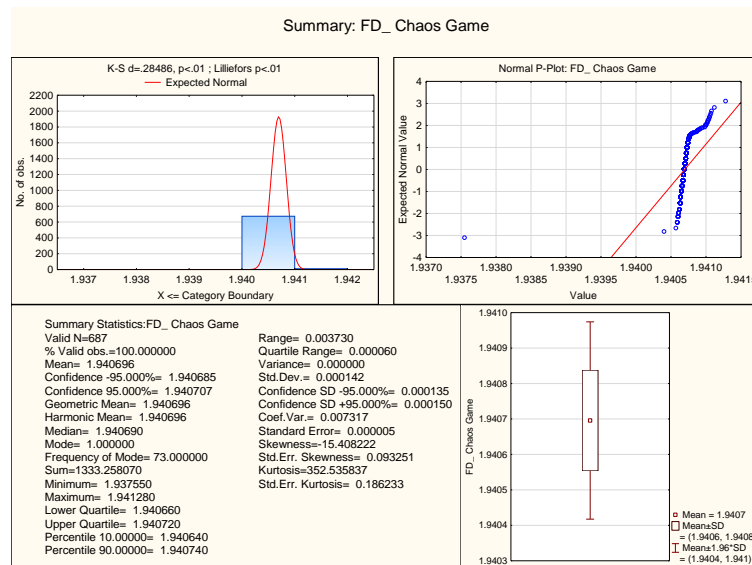 Summary: FD_ Chaos Game
K-S d=.28486, p<.01 ; Lilliefors p<.01
Expected Normal
2200
2000
1800
1600
1400
1200
1000
800
600
400
200
0
No. of obs.
1.937 1.938 1.939 1.940 1.941 1.942
X <= Category Boundary
Normal P-Plot: FD_ Chaos Game
4
3
2
1
0
-1
-2
-3
-4
Expected Normal Value
1.9370 1.9380 1.9390 1.9400 1.9410
1.9375 1.9385 1.9395 1.9405 1.9415
Value
Summary Statistics:FD_ Chaos Game
Valid N=687
% Valid obs.=100.000000
Mean= 1.940696
Confidence -95.000%= 1.940685
Confidence 95.000%= 1.940707
Geometric Mean= 1.940696
Harmonic Mean= 1.940696
Median= 1.940690
Mode= 1.000000
Frequency of Mode= 73.000000
Sum=1333.258070
Minimum= 1.937550
Maximum= 1.941280
Lower Quartile= 1.940660
Upper Quartile= 1.940720
Percentile 10.00000= 1.940640
Percentile 90.00000= 1.940740
Range= 0.003730
Quartile Range= 0.000060
Variance= 0.000000
Std.Dev.= 0.000142
Confidence SD -95.000%= 0.000135
Confidence SD +95.000%= 0.000150
Coef.Var.= 0.007317
Standard Error= 0.000005
Skewness=-15.408222
Std.Err. Skewness= 0.093251
Kurtosis=352.535837
Std.Err. Kurtosis= 0.186233
1.9410
1.9409
1.9408
1.9407
1.9406
1.9405
1.9404
1.9403
FD_ Chaos Game
Mean = 1.9407
Mean±SD
= (1.9406, 1.9408
Mean±1.96*SD
= (1.9404, 1.941)